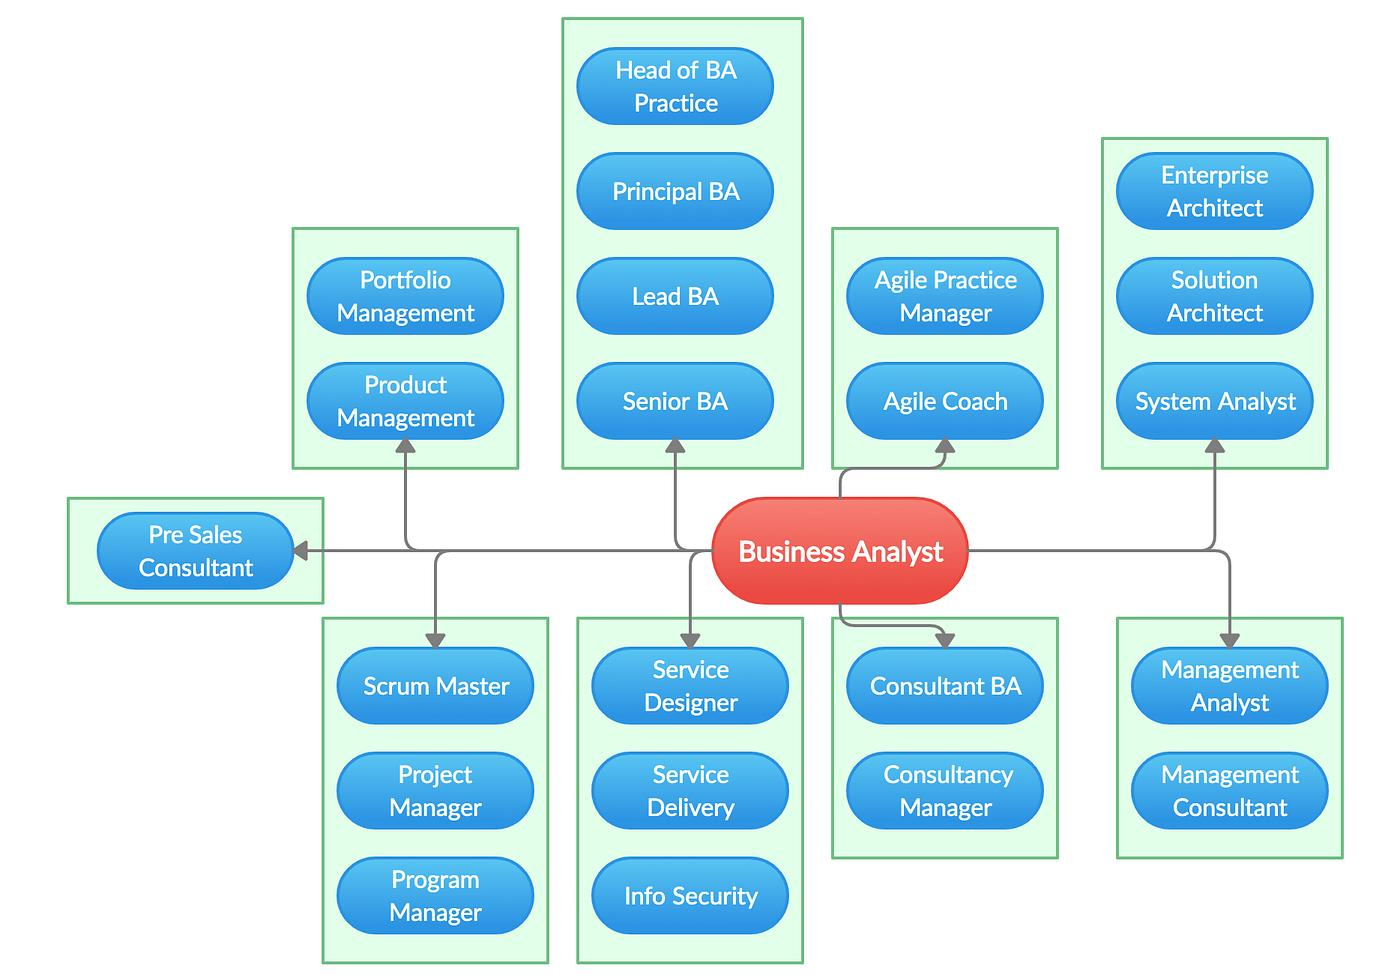 Head of BA
Practice
Principal BA
Lead BA
Senior BA
Enterprise
Architect
Solution
Architect
System Analyst
Portfolio
Management
Product
Management
Agile Practice
Manager
Agile Coach
Pre Sales
Consultant
Business Analyst
Scrum Master
Project
Manager
Program
Manager
Service
Designer
Service
Delivery
Info Security
Consultant BA
Consultancy
Manager
Management
Analyst
Management
Consultant